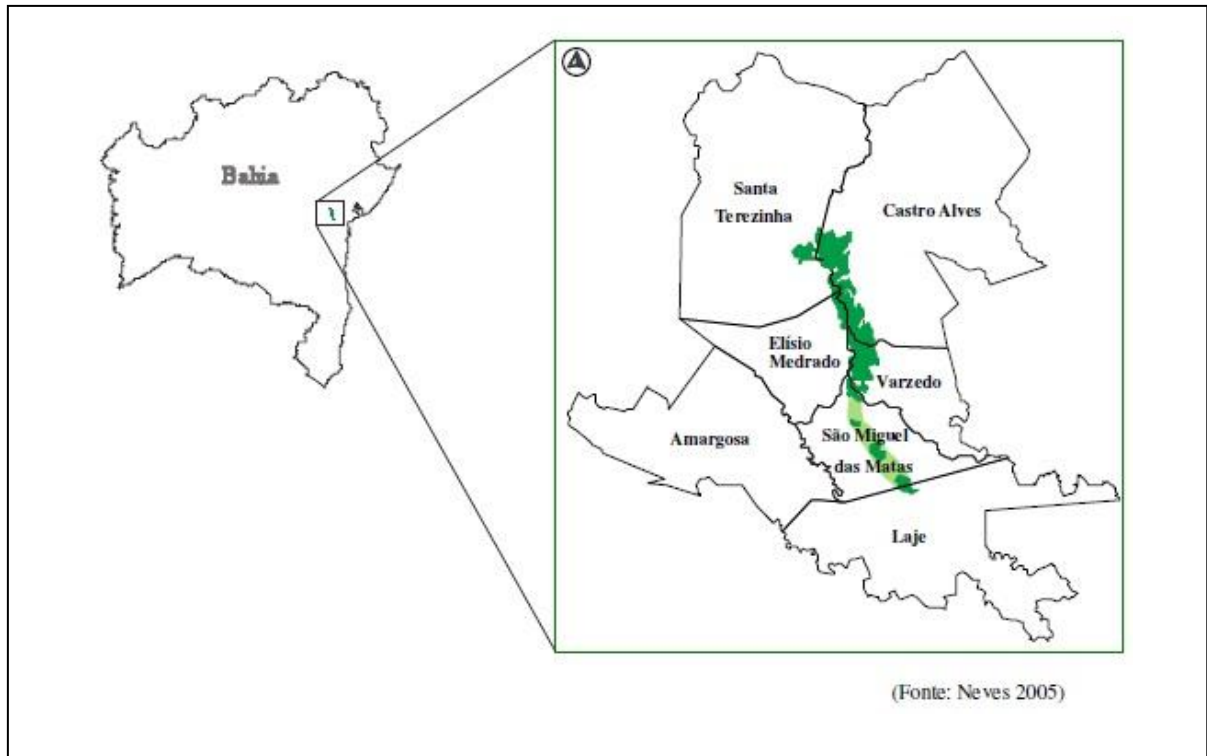 Bahia
Santa
Terezinha
Castro Alves
Elísio
Medrado
Varzedo
Amargosa
São Miguel
das Matas
Laje
(Fonte: Neves 2005)